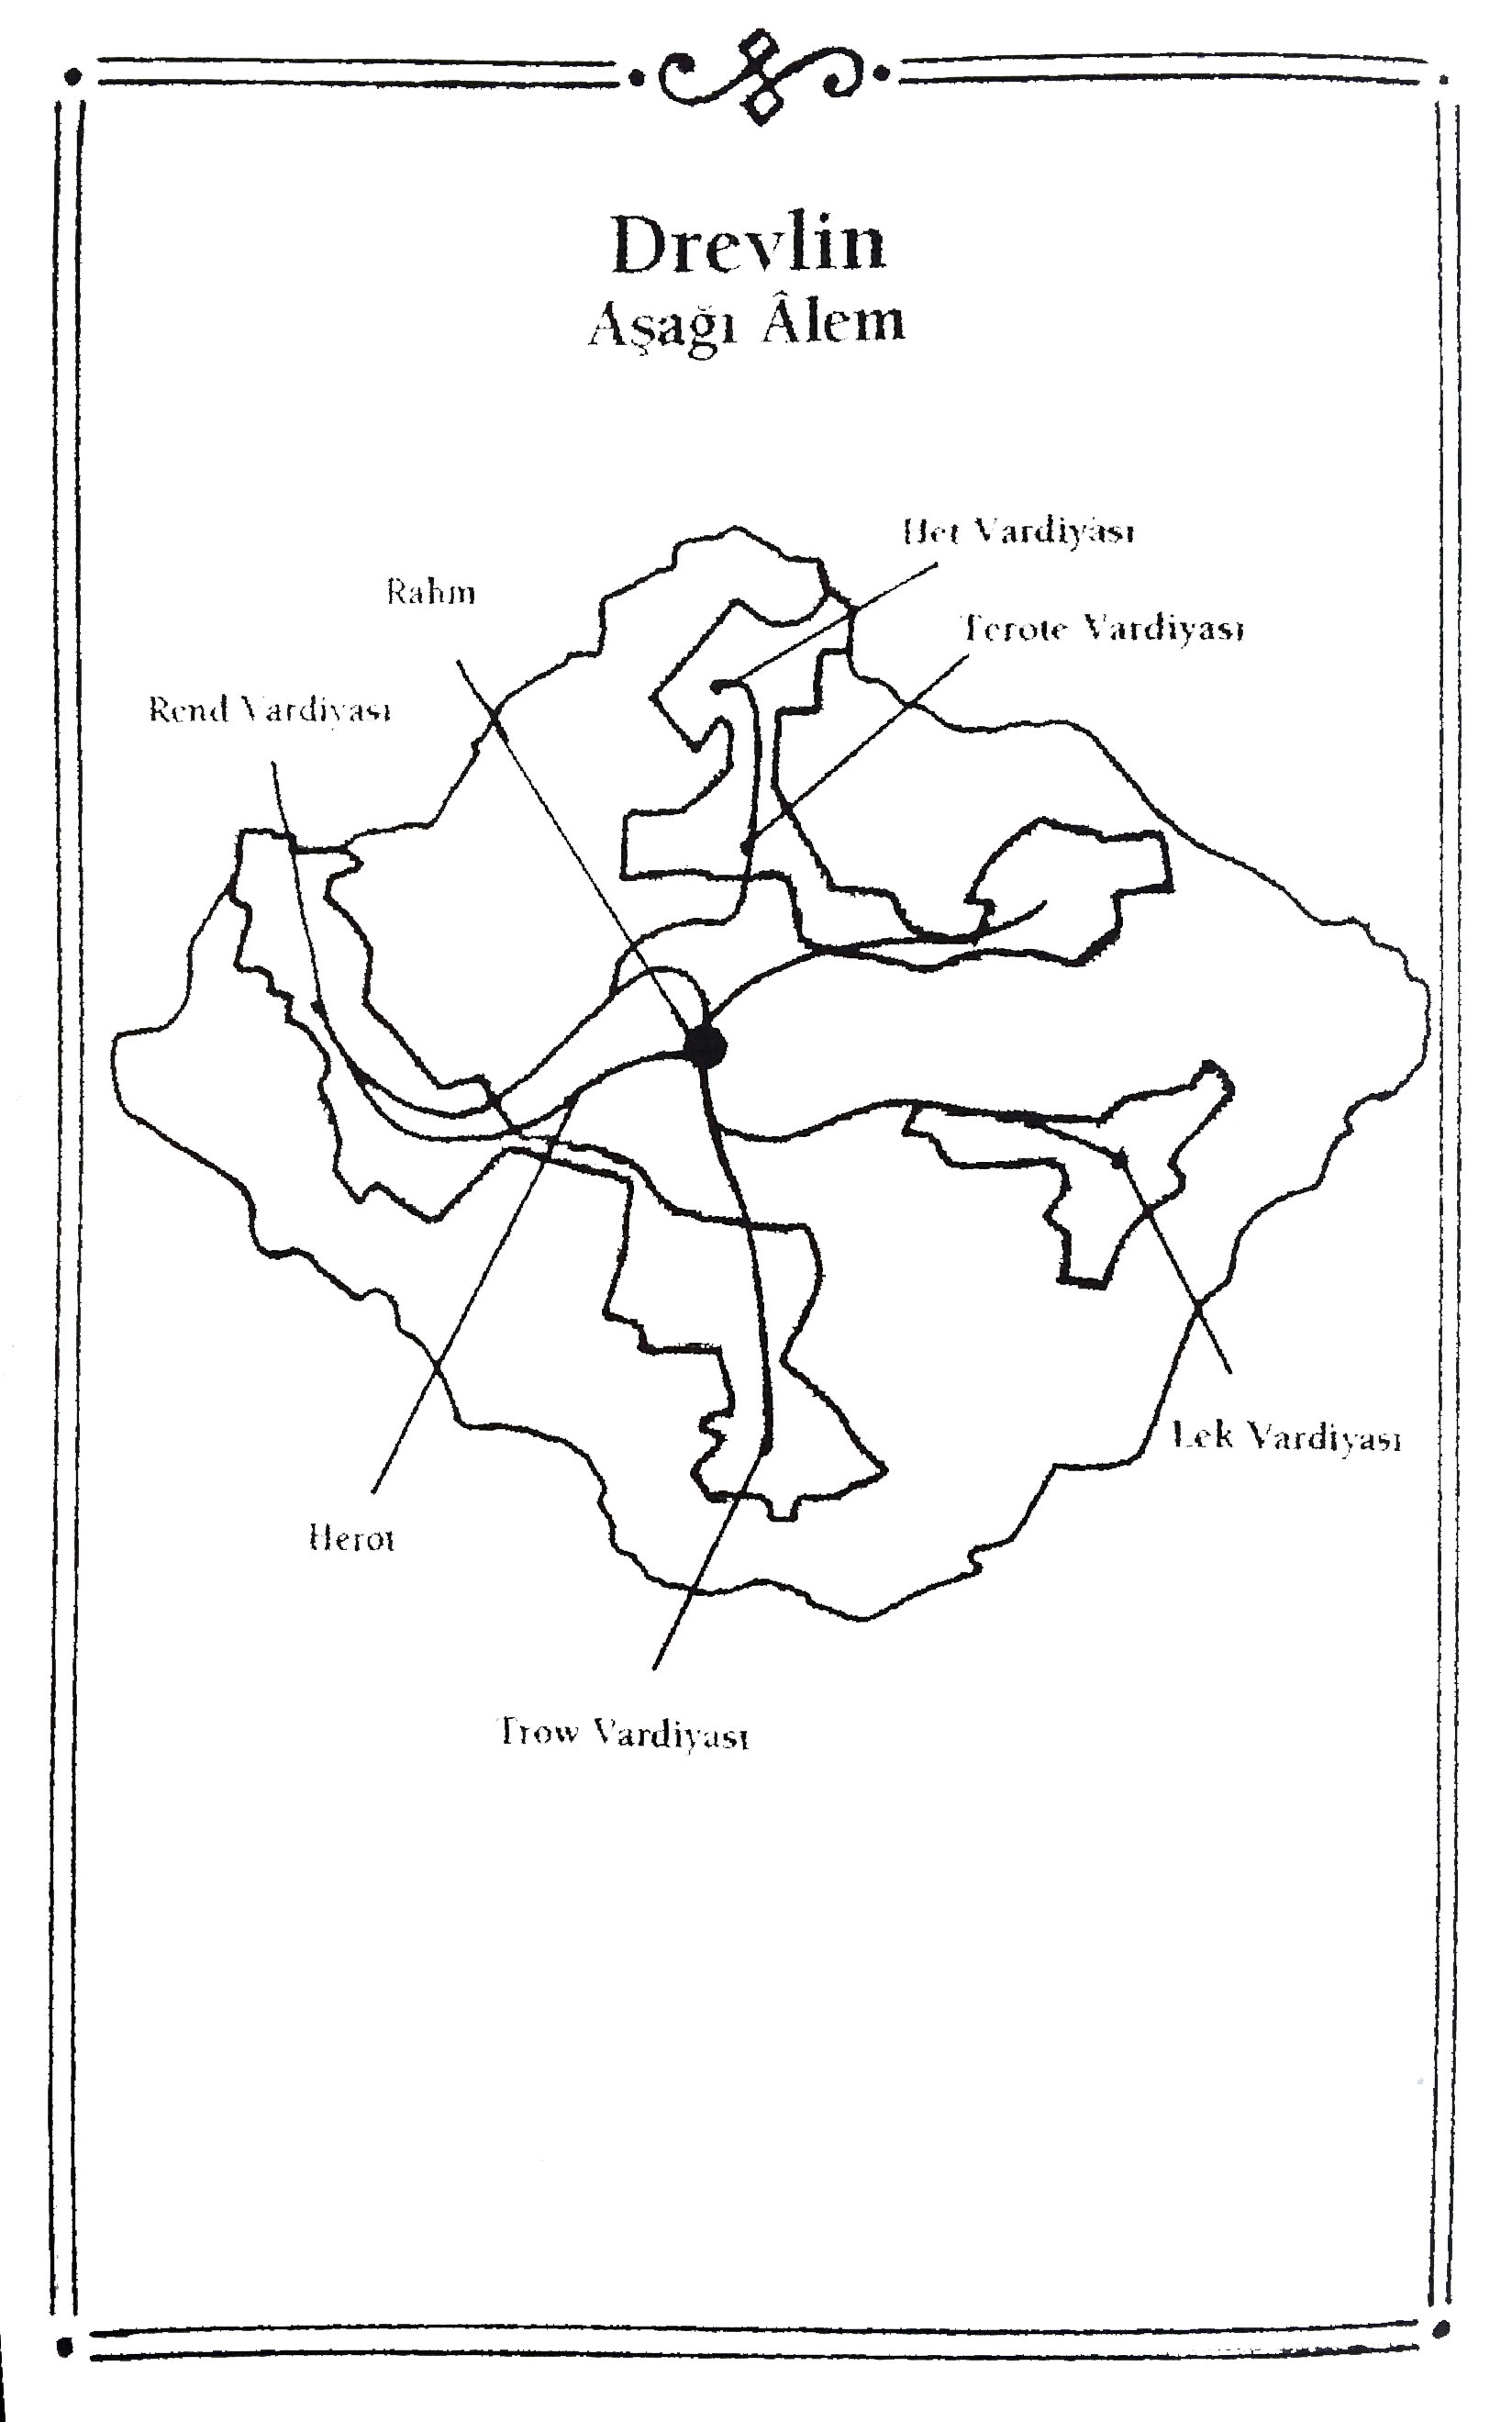 Drevlin
Aşağı Âlem
Het Vardiyası
Rahm
Terote Vardiyası
Rend Vardiyası
Lek Vardiyası
Herot
Trow Vardiyası